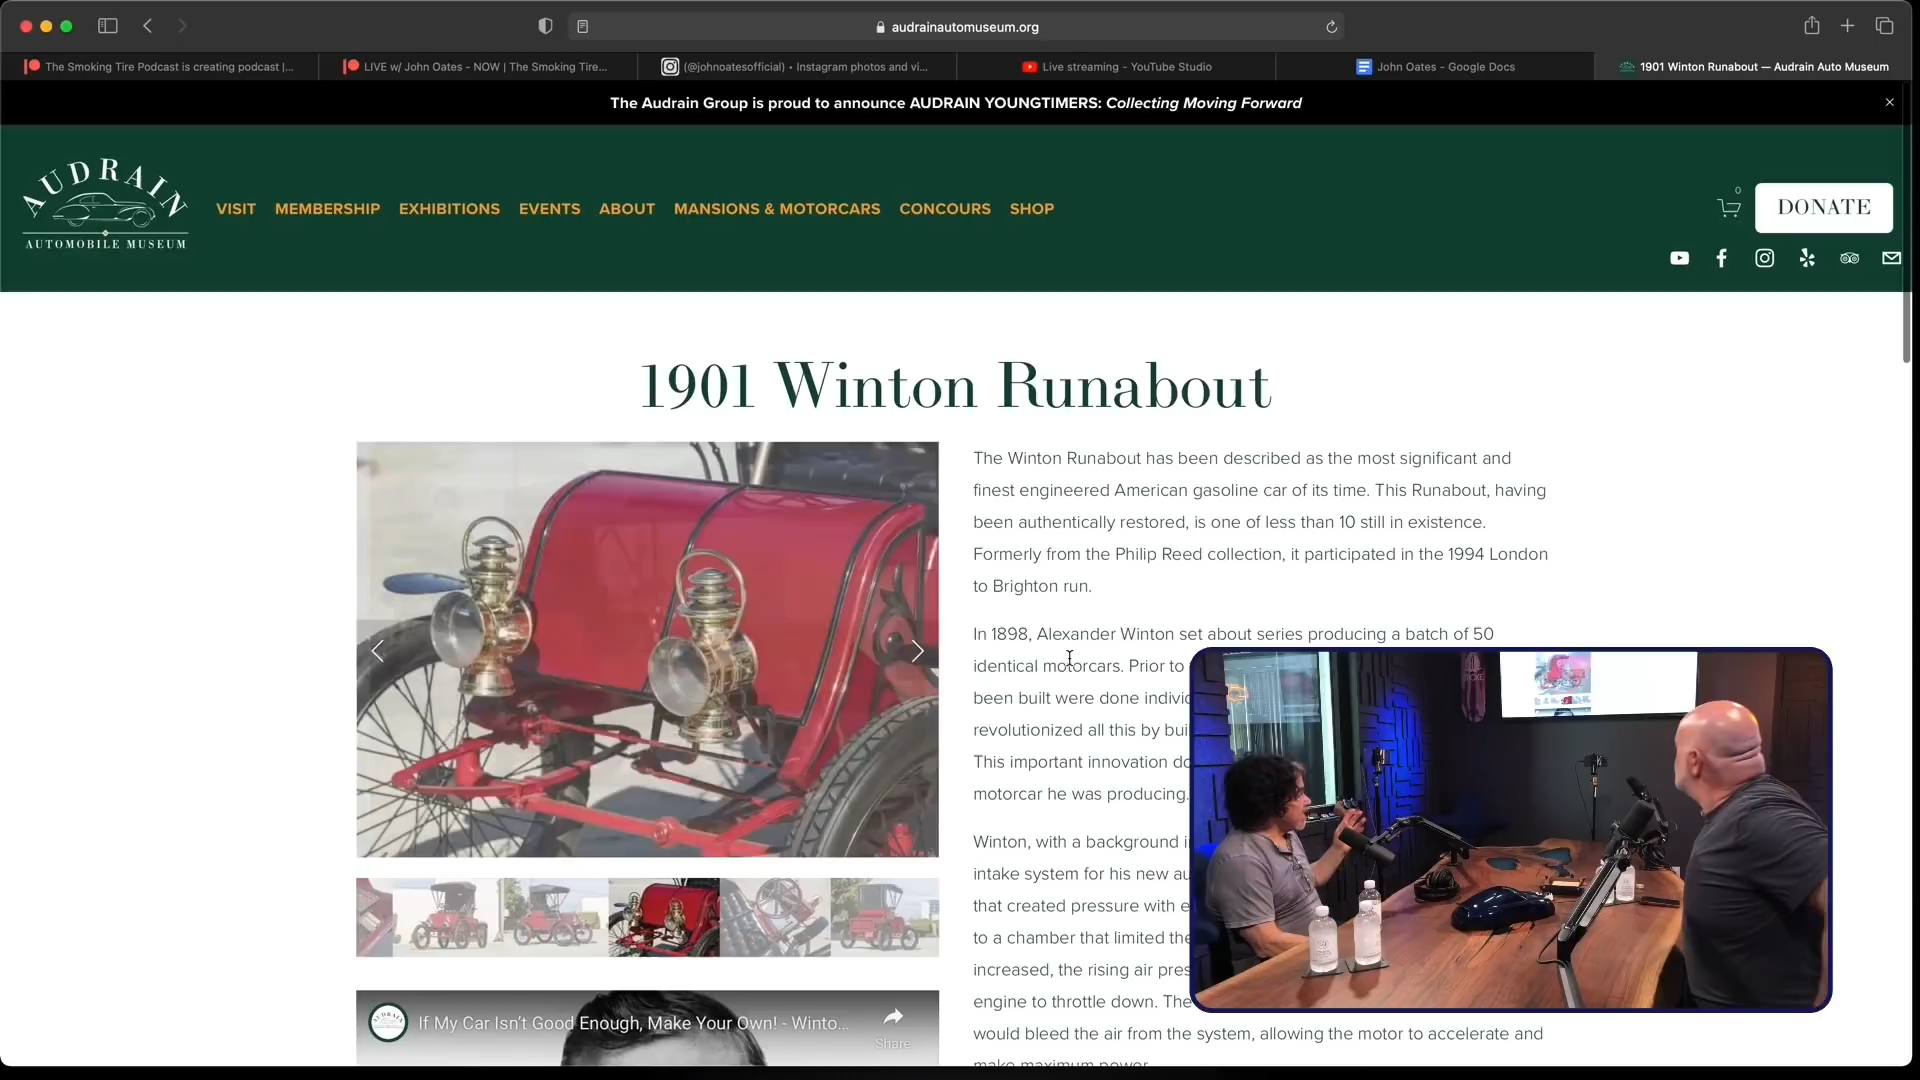 audrainautomuseum.org
The Smoking Tire Podcast is creating podcast |...
LIVE w/ John Oates - NOW | The Smoking Tire...
(@johnoatesofficial) • Instagram photos and vi...
Live streaming - YouTube Studio
John Oates - Google Docs
1901 Winton Runabout — Audrain Auto Museum
The Audrain Group is proud to announce AUDRAIN YOUNGTIMERS: Collecting Moving Forward
AUDRAIN
AUTOMOBILE MUSEUM
VISIT MEMBERSHIP EXHIBITIONS EVENTS ABOUT MANSIONS & MOTORCARS CONCOURS SHOP
0
DONATE
1901 Winton Runabout
The Winton Runabout has been described as the most significant and
finest engineered American gasoline car of its time. This Runabout, having
been authentically restored, is one of less than 10 still in existence.
Formerly from the Philip Reed collection, it participated in the 1994 London
to Brighton run.
In 1898, Alexander Winton set about series producing a batch of 50
identical motorcars. Prior to
been built were done indivi
revolutionized all this by bui
This important innovation do
motorcar he was producing.
Winton, with a background i
intake system for his new au
that created pressure with e
to a chamber that limited the
increased, the rising air pres
engine to throttle down. The
would bleed the air from the system, allowing the motor to accelerate and
make maximum power.
If My Car Isn't Good Enough, Make Your Own! - Winto...
Share